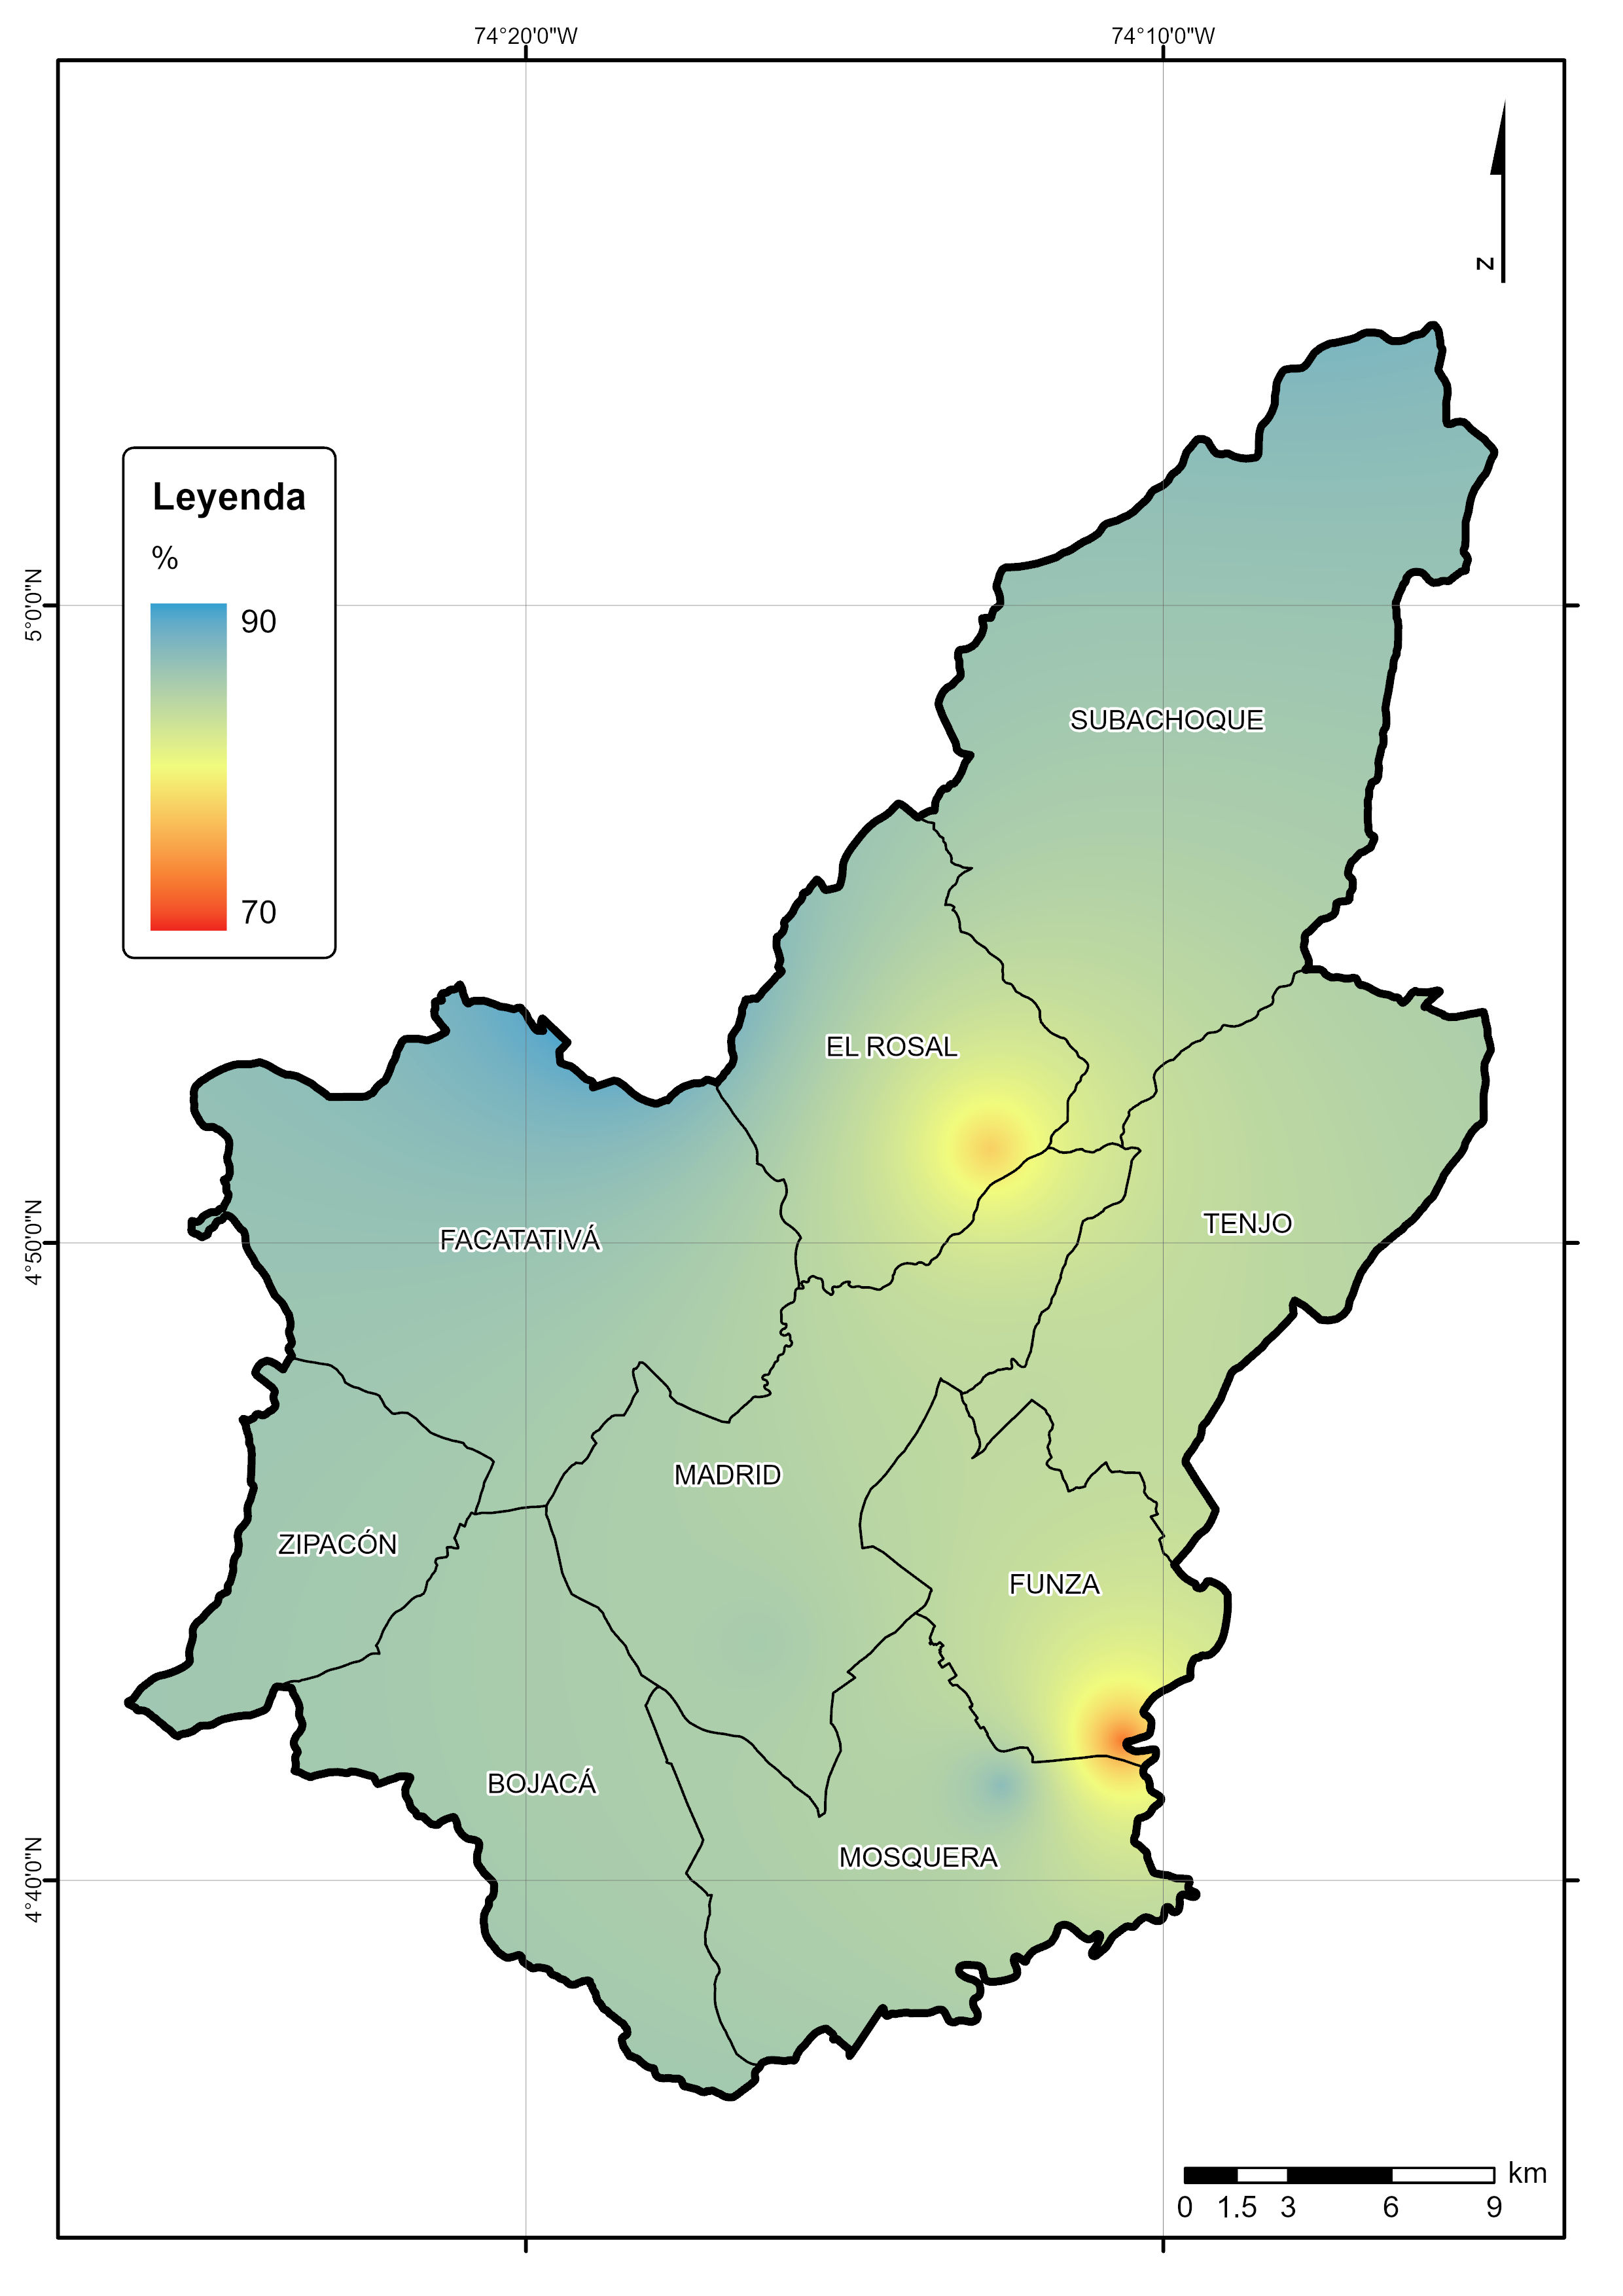 74°20'0"W
74°10'0"W
N
Leyenda
%
90
70
5°0'0"N
4°50'0"N
4°40'0"N
SUBACHOQUE
EL ROSAL
TENJO
FACATATIVÁ
MADRID
ZIPACÓN
FUNZA
BOJACÁ
MOSQUERA
km
0 1.5 3 6 9